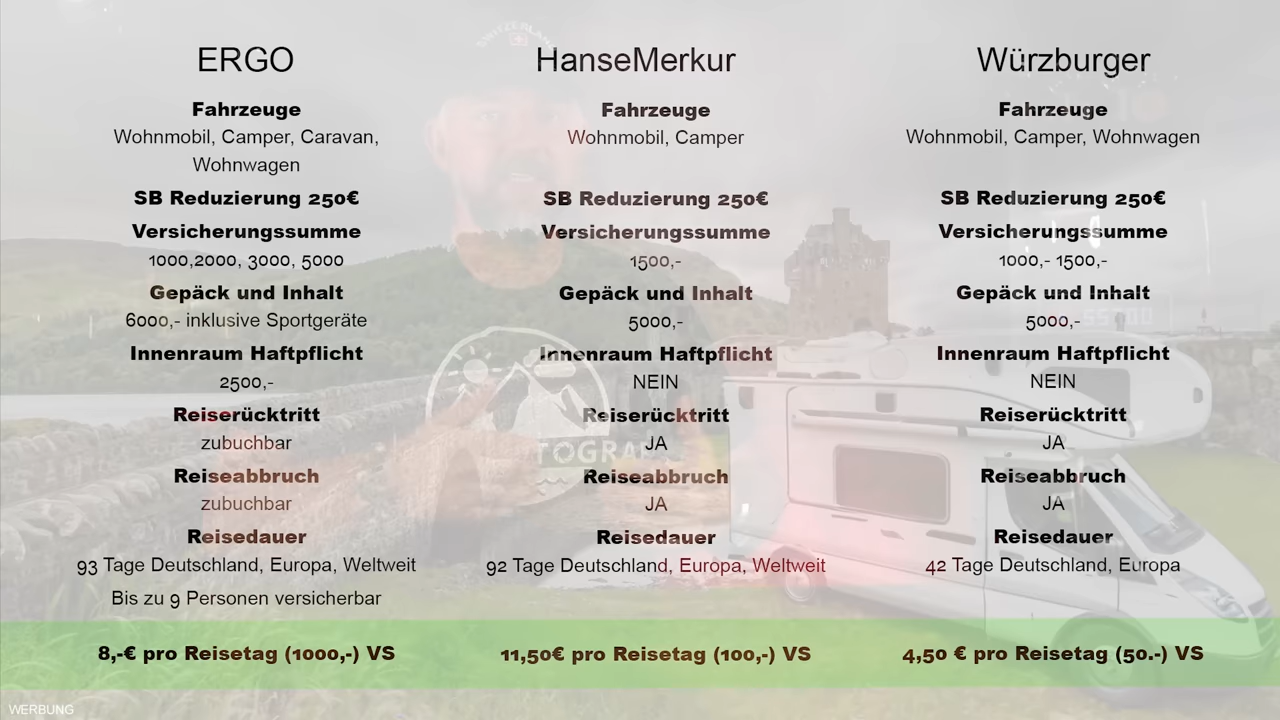 ERGO
Fahrzeuge
Wohnmobil, Camper, Caravan,
Wohnwagen
SB Reduzierung 250€
Versicherungssumme
1000,2000, 3000, 5000
Gepäck und Inhalt
6000,- inklusive Sportgeräte
Innenraum Haftpflicht
2500,-
Reiserücktritt
zubuchbar
Reiseabbruch
zubuchbar
Reisedauer
93 Tage Deutschland, Europa, Weltweit
Bis zu 9 Personen versicherbar
8,-€ pro Reisetag (1000,-) VS
HanseMerkur
Fahrzeuge
Wohnmobil, Camper
SB Reduzierung 250€
Versicherungssumme
1500,-
Gepäck und Inhalt
5000,-
Innenraum Haftpflicht
NEIN
Reiserücktritt
JA
Reiseabbruch
JA
Reisedauer
92 Tage Deutschland, Europa, Weltweit
11,50€ pro Reisetag (100,-) VS
Würzburger
Fahrzeuge
Wohnmobil, Camper, Wohnwagen
SB Reduzierung 250€
Versicherungssumme
1000,- 1500,-
Gepäck und Inhalt
5000,-
Innenraum Haftpflicht
NEIN
Reiserücktritt
JA
Reiseabbruch
JA
Reisedauer
42 Tage Deutschland, Europa
4,50 € pro Reisetag (50.-) VS
SWITZERLAND
WERBUNG